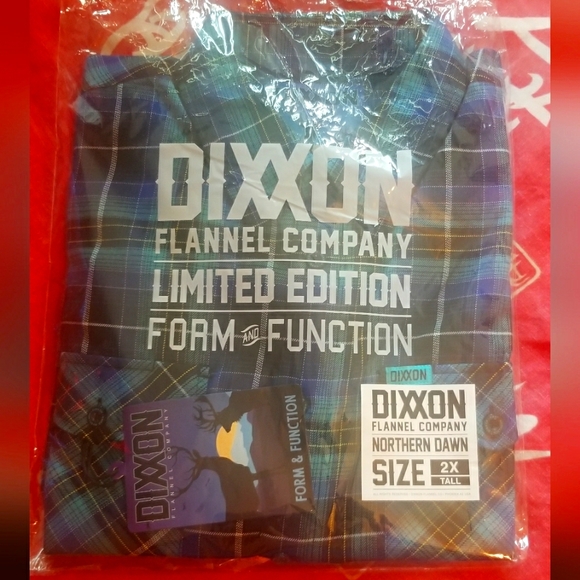 DIXXON
FLANNEL COMPANY
LIMITED EDITION
FORM AND FUNCTION
DIXXON
FLANNEL COMPANY
FORM & FUNCTION
DIXXON
DIXXON
FLANNEL COMPANY
NORTHERN DAWN
SIZE 2X
TALL